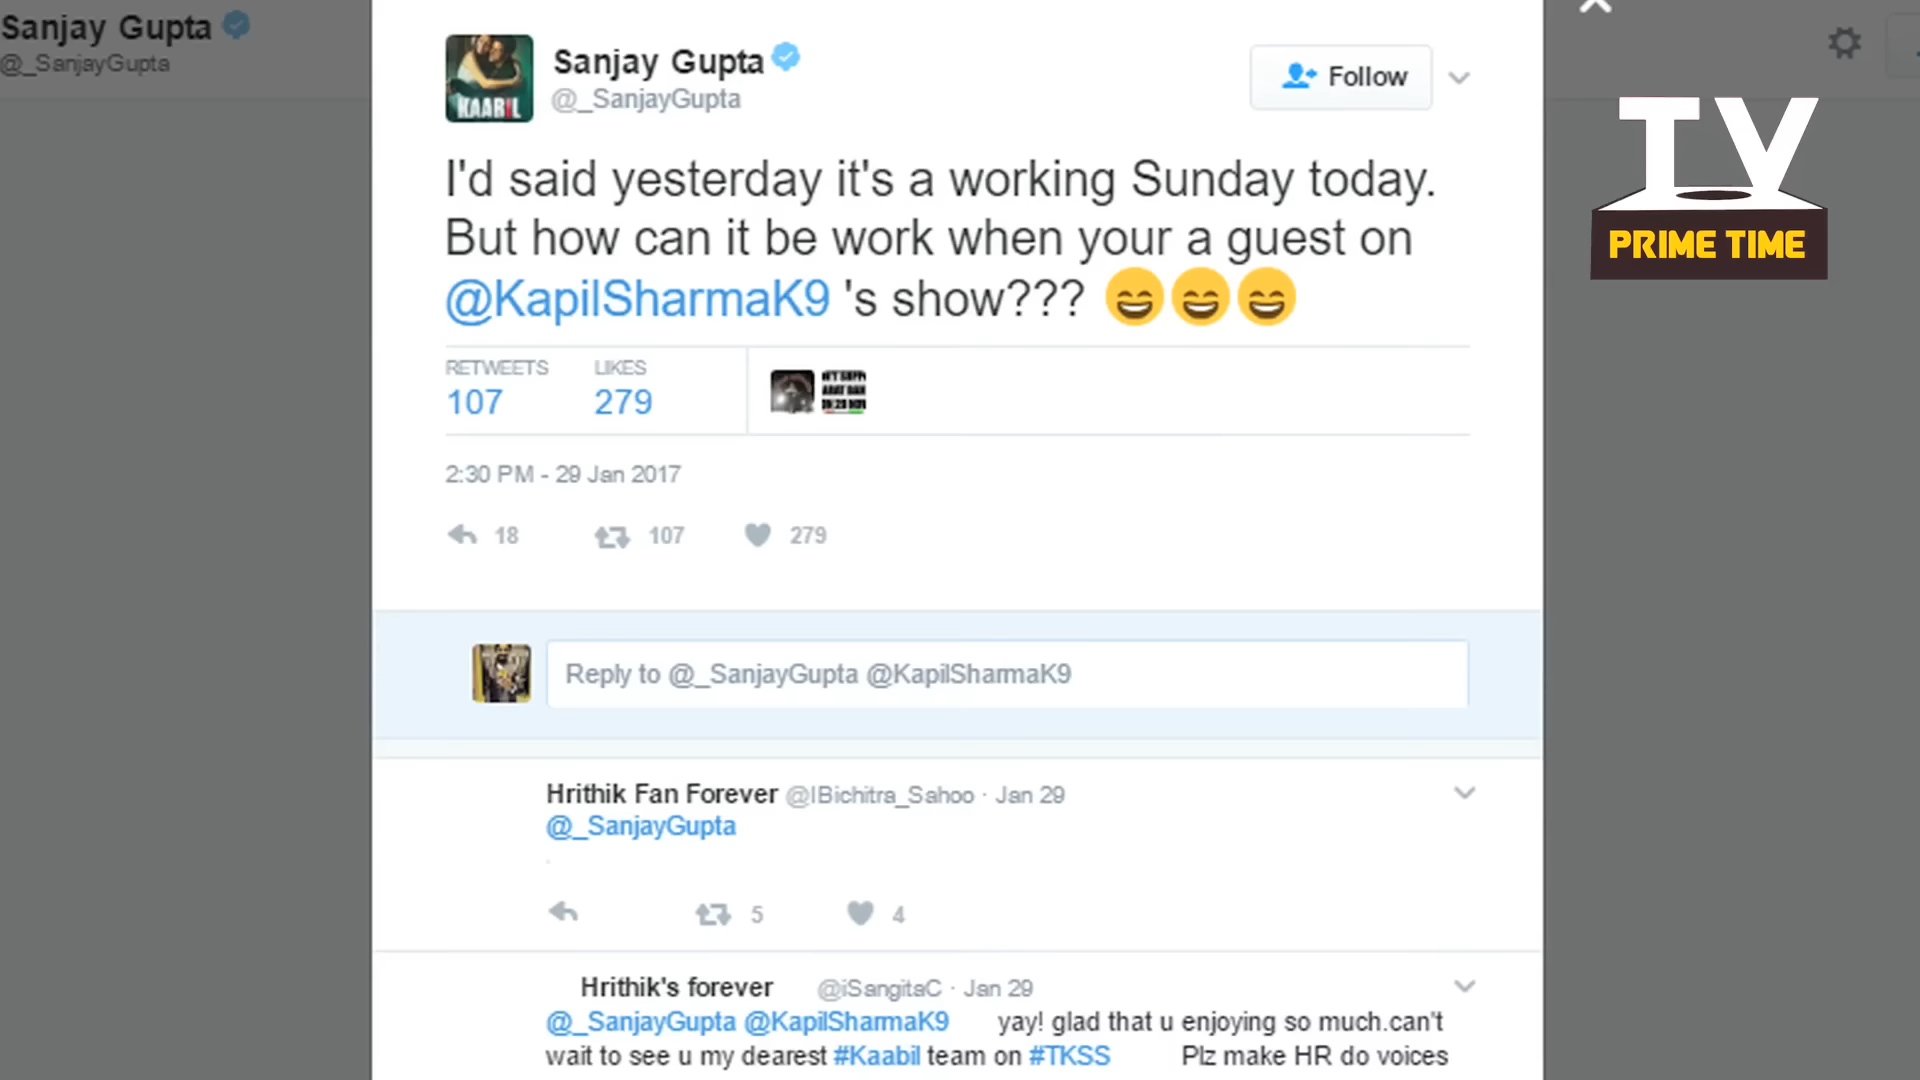 Sanjay Gupta
@_SanjayGupta
Sanjay Gupta
@_SanjayGupta
KAABIL
Follow
TV
PRIME TIME
I'd said yesterday it's a working Sunday today.
But how can it be work when your a guest on
@KapilSharmaK9 's show??? 😄😄😄
RETWEETS LIKES
107 279
2:30 PM - 29 Jan 2017
18 107 279
Reply to @_SanjayGupta @KapilSharmaK9
Hrithik Fan Forever @IBichitra_Sahoo · Jan 29
@_SanjayGupta
5 4
Hrithik's forever @iSangitaC · Jan 29
@_SanjayGupta @KapilSharmaK9 yay! glad that u enjoying so much.can't
wait to see u my dearest #Kaabil team on #TKSS Plz make HR do voices